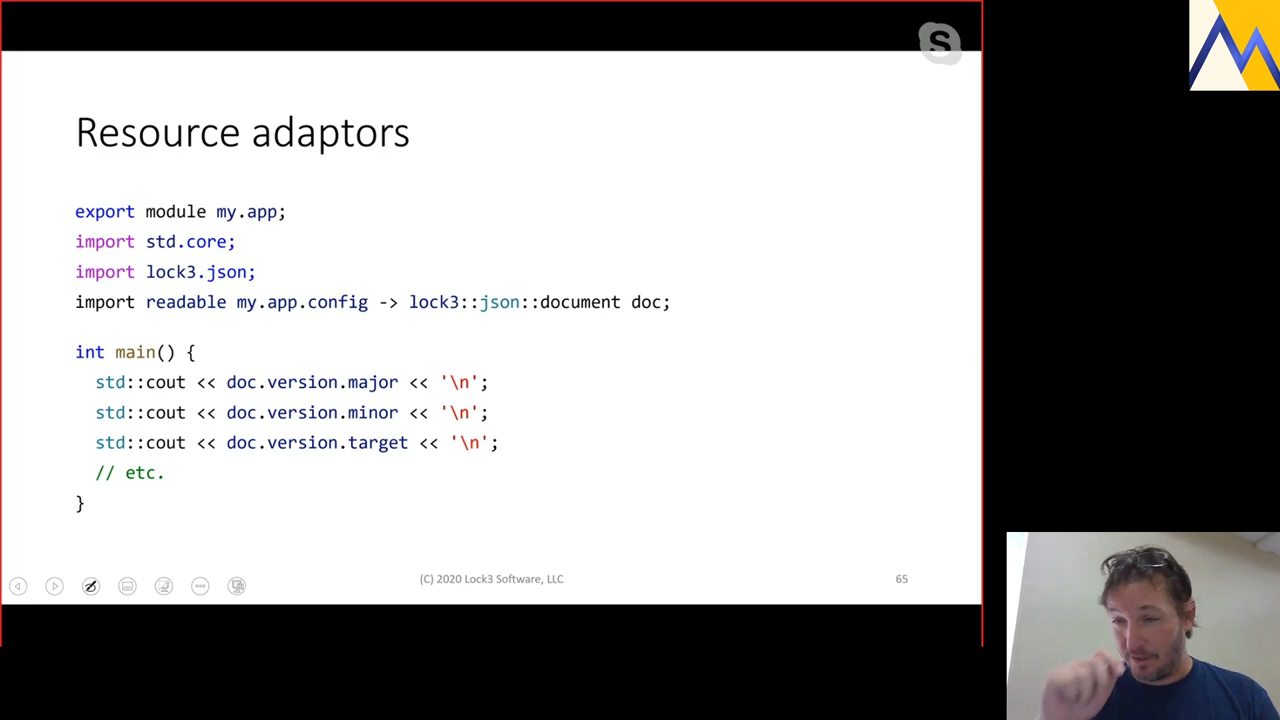 S
Resource adaptors
export module my.app;
import std.core;
import lock3.json;
import readable my.app.config -> lock3::json::document doc;
int main() {
std::cout << doc.version.major << '\n';
std::cout << doc.version.minor << '\n';
std::cout << doc.version.target << '\n';
// etc.
}
(C) 2020 Lock3 Software, LLC
65